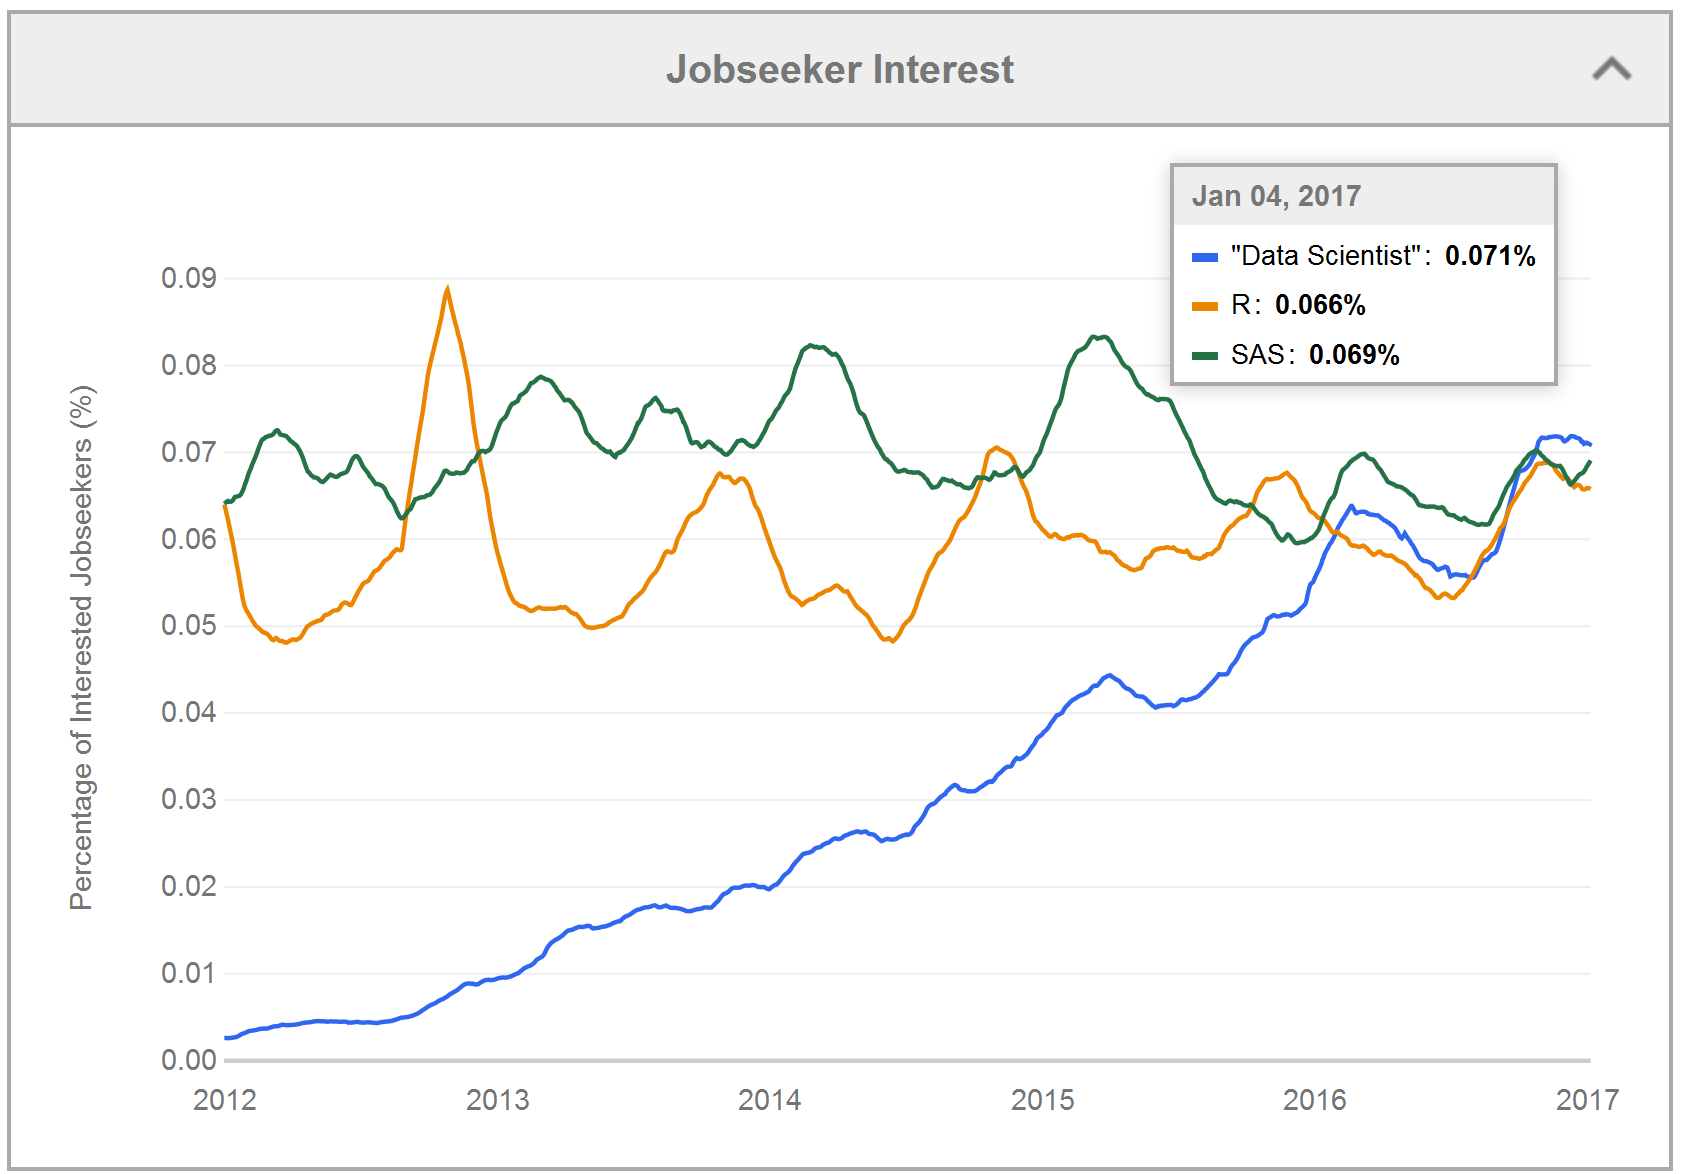 Jobseeker Interest
Jan 04, 2017
"Data Scientist": 0.071%
R: 0.066%
SAS: 0.069%
Percentage of Interested Jobseekers (%)
0.09
0.08
0.07
0.06
0.05
0.04
0.03
0.02
0.01
0.00
2012 2013 2014 2015 2016 2017